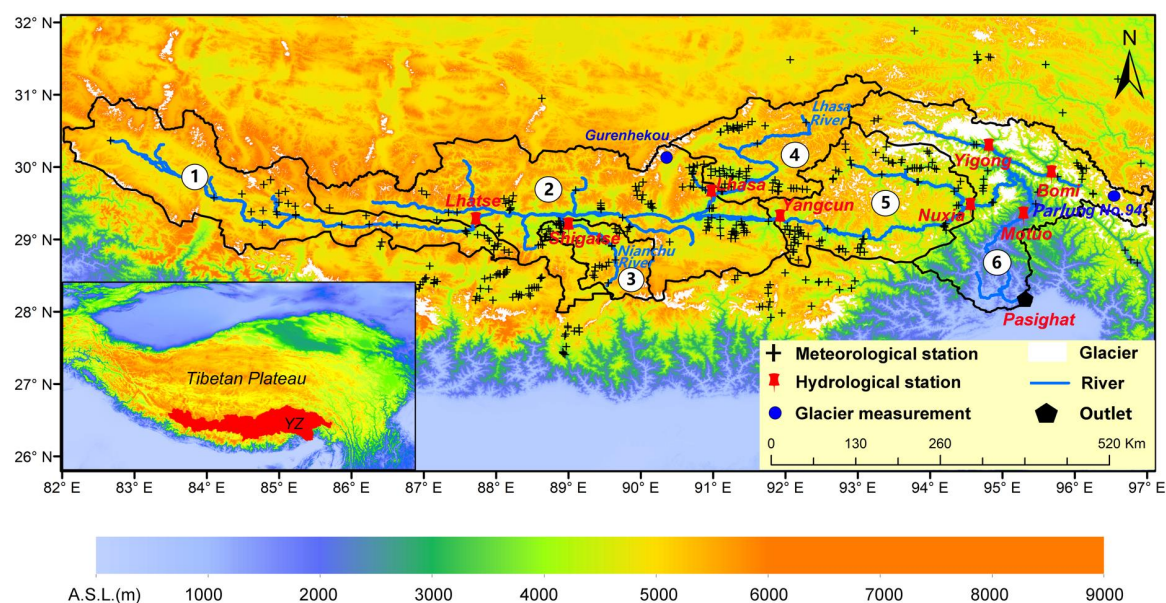 32° N
31° N
30° N
29° N
28° N
27° N
26° N
N
Lhasa
River
Gurenhekou
1
2
3
4
5
6
Yigong
Bomi
Lhasa
Lhatse
Yangcun
Nuxia
Parlung No.94
Motuo
Shigatse
Nianchu
River
Pasighat
Tibetan Plateau
YZ
Meteorological station
Glacier
Hydrological station
River
Glacier measurement
Outlet
0 130 260 520 Km
82° E 83° E 84° E 85° E 86° E 87° E 88° E 89° E 90° E 91° E 92° E 93° E 94° E 95° E 96° E 97° E
A.S.L.(m) 1000 2000 3000 4000 5000 6000 7000 8000 9000